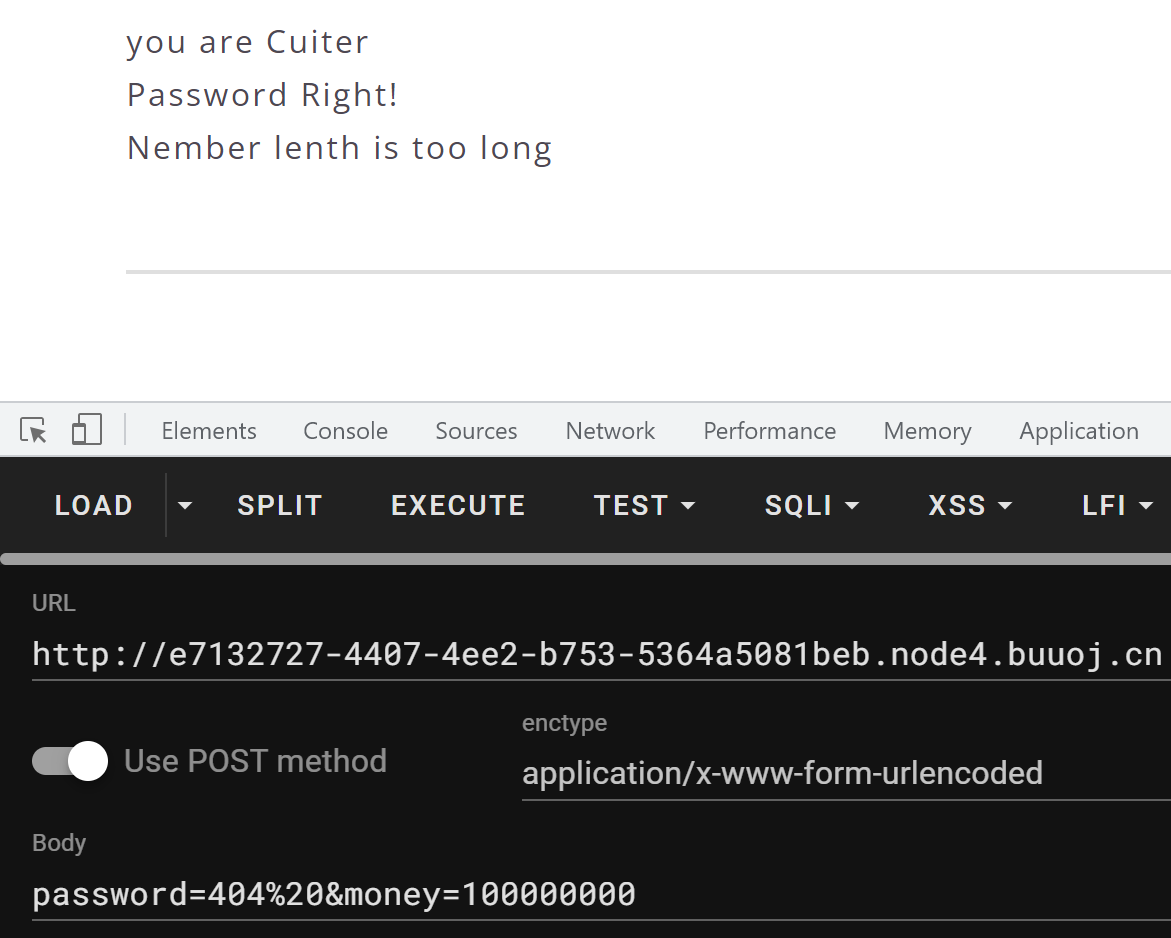 you are Cuiter
Password Right!
Nember lenth is too long
Elements Console Sources Network Performance Memory Application
LOAD SPLIT EXECUTE TEST SQLI XSS LFI
URL
http://e7132727-4407-4ee2-b753-5364a5081beb.node4.buuoj.cn
enctype
Use POST method
application/x-www-form-urlencoded
Body
password=404%20&money=100000000